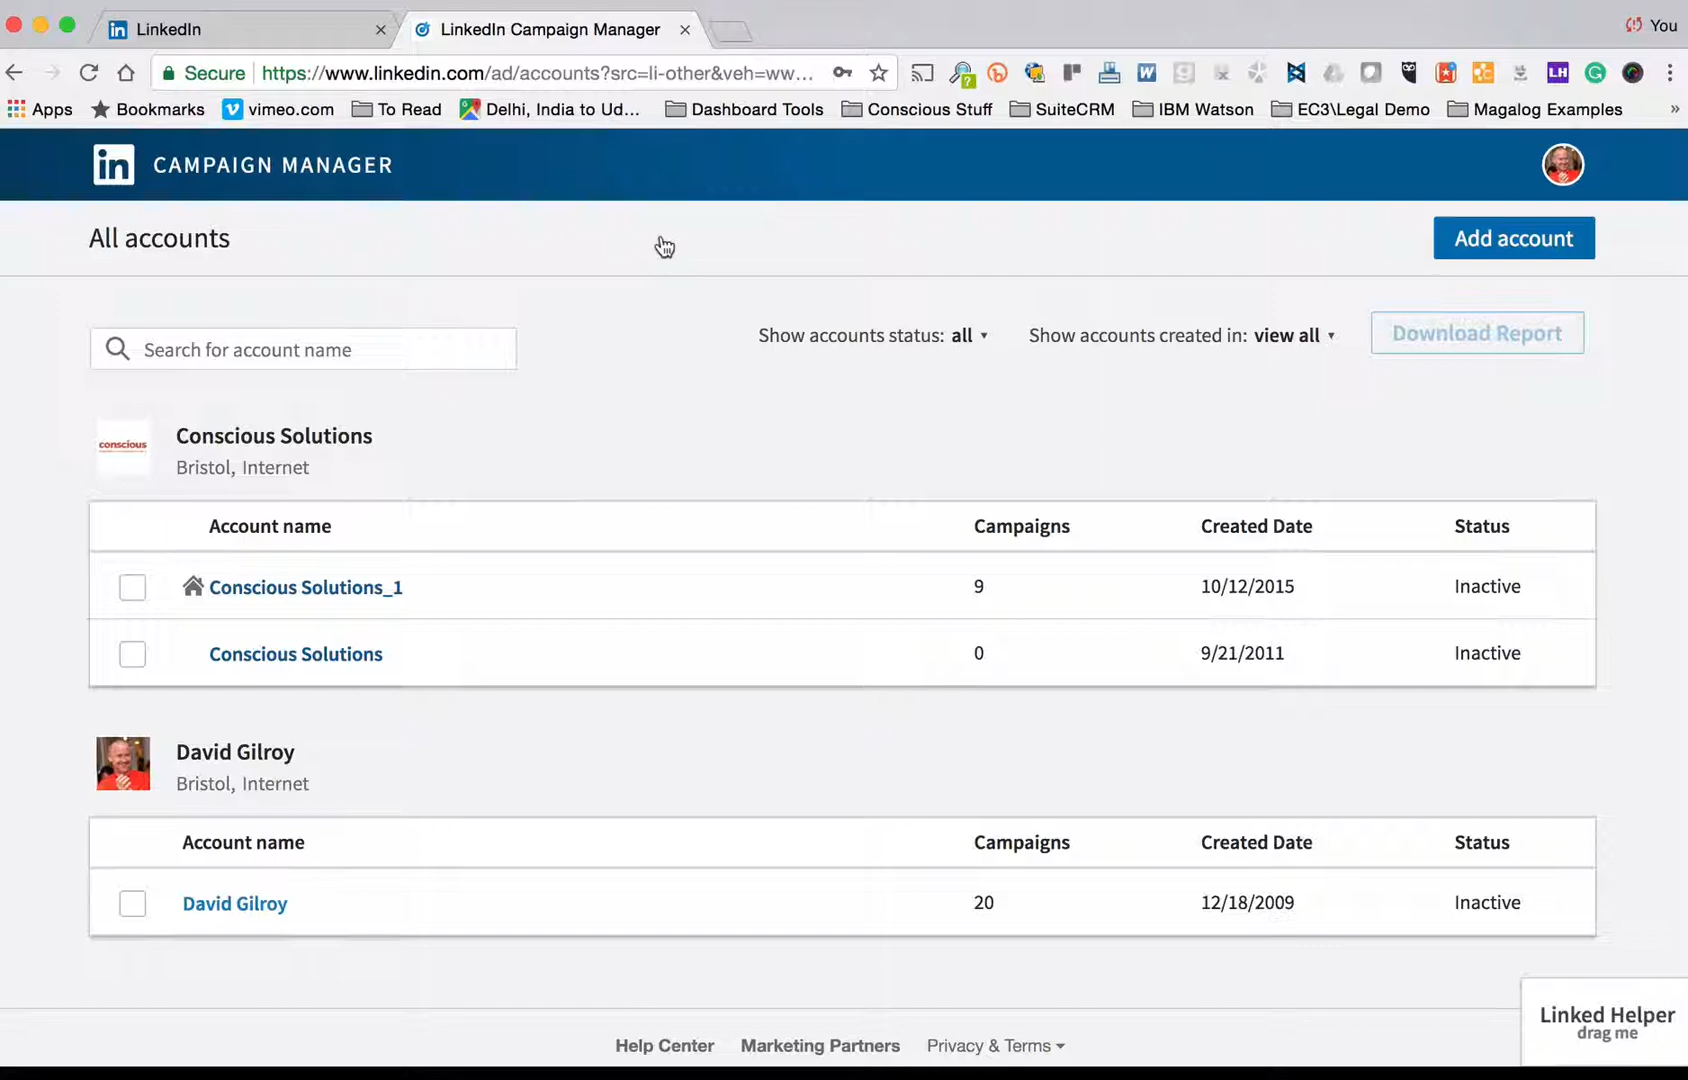 LinkedIn
LinkedIn Campaign Manager
You
Secure https://www.linkedin.com/ad/accounts?src=li-other&veh=ww...
Apps Bookmarks vimeo.com To Read Delhi, India to Ud... Dashboard Tools Conscious Stuff SuiteCRM IBM Watson EC3\Legal Demo Magalog Examples »
in CAMPAIGN MANAGER
All accounts
Add account
Search for account name
Show accounts status: all
Show accounts created in: view all
Download Report
conscious
Conscious Solutions
Bristol, Internet
Account name Campaigns Created Date Status
Conscious Solutions_1 9 10/12/2015 Inactive
Conscious Solutions 0 9/21/2011 Inactive
David Gilroy
Bristol, Internet
Account name Campaigns Created Date Status
David Gilroy 20 12/18/2009 Inactive
Linked Helper
drag me
Help Center Marketing Partners Privacy & Terms